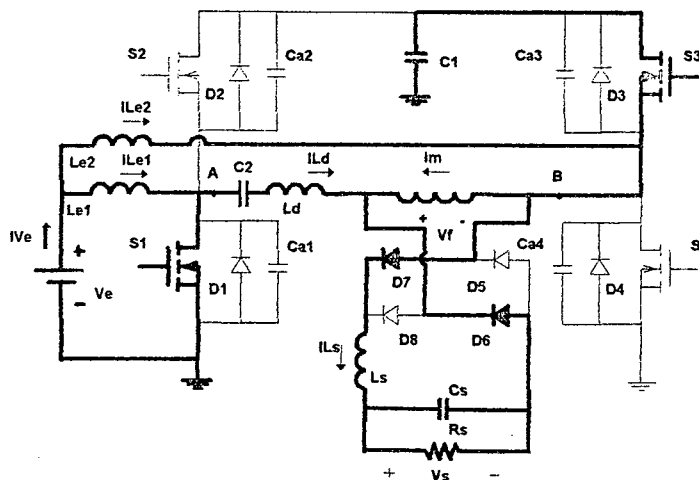 S2
D2
Ca2
C1
Ca3
D3
S3
ILe2
Le2
ILe1
Le1
A
C2
ILd
Ld
Im
B
IVe
+
Ve
-
S1
D1
Ca1
+
Vf
-
D7
D5
Ca4
D4
S
D8
D6
ILs
Ls
Cs
Rs
+
Vs
-